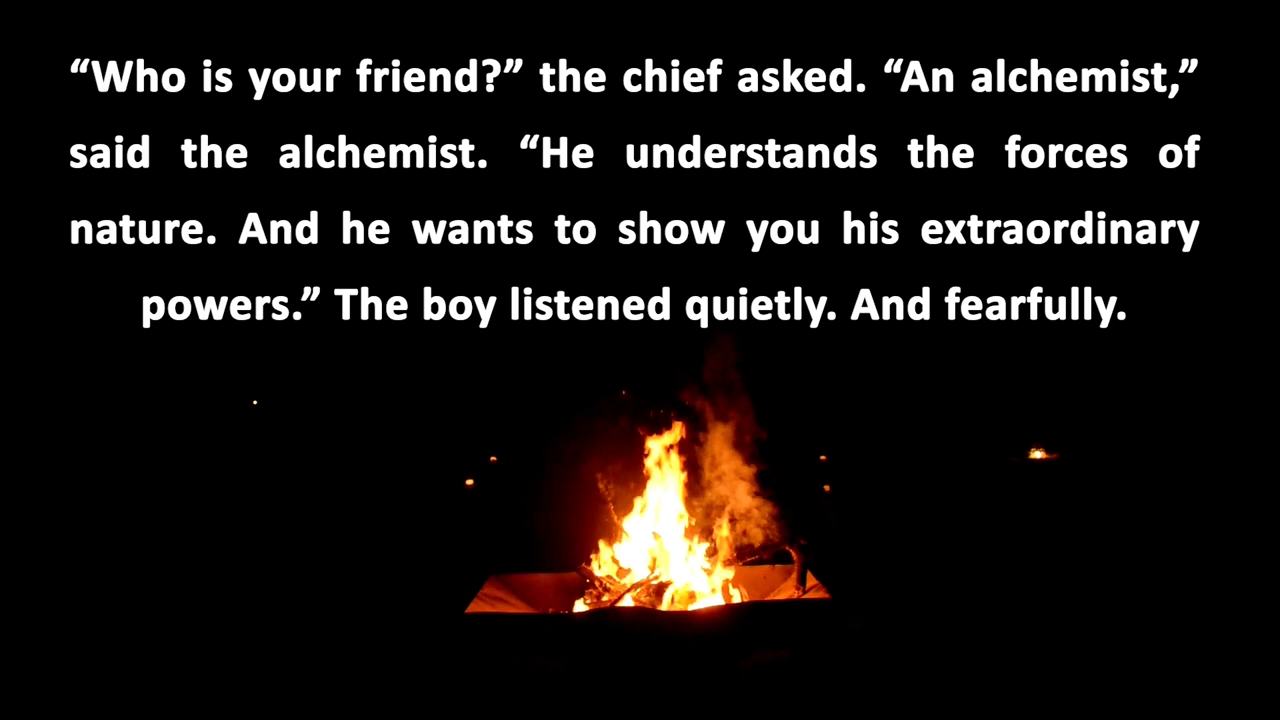 “Who is your friend?” the chief asked. “An alchemist,”
said the alchemist. “He understands the forces of
nature. And he wants to show you his extraordinary
powers.” The boy listened quietly. And fearfully.